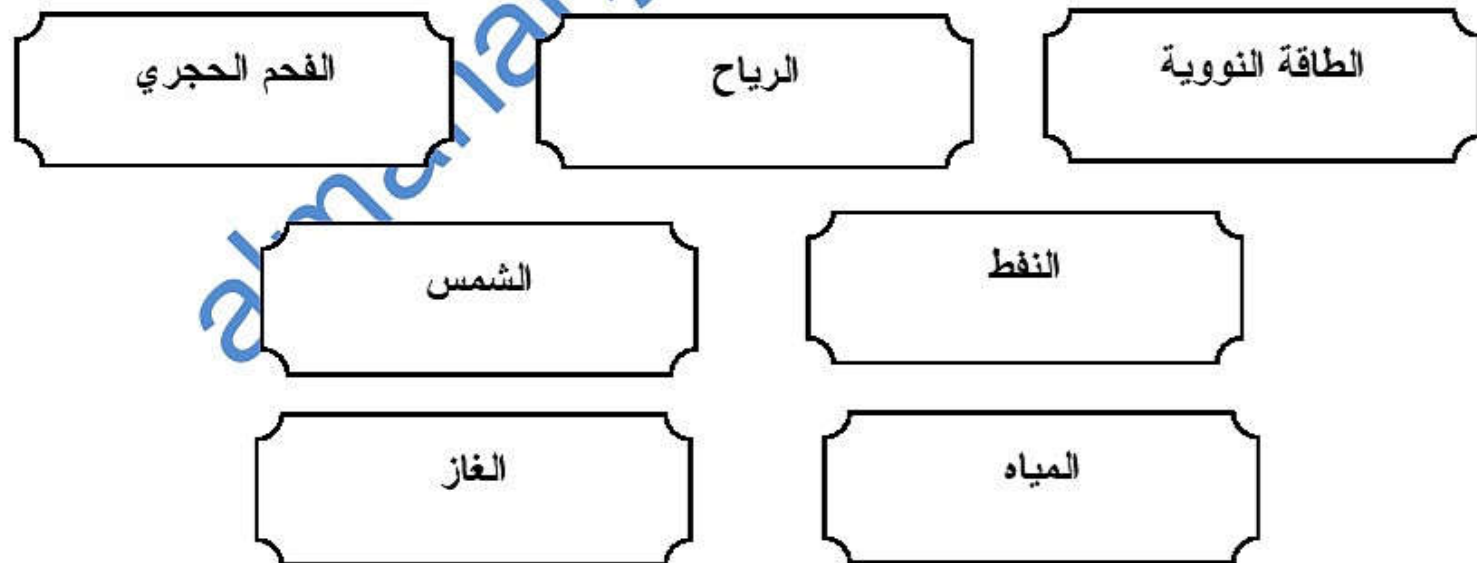 الطاقة النووية
الرياح
الفحم الحجري
النفط
الشمس
المياه
الغاز